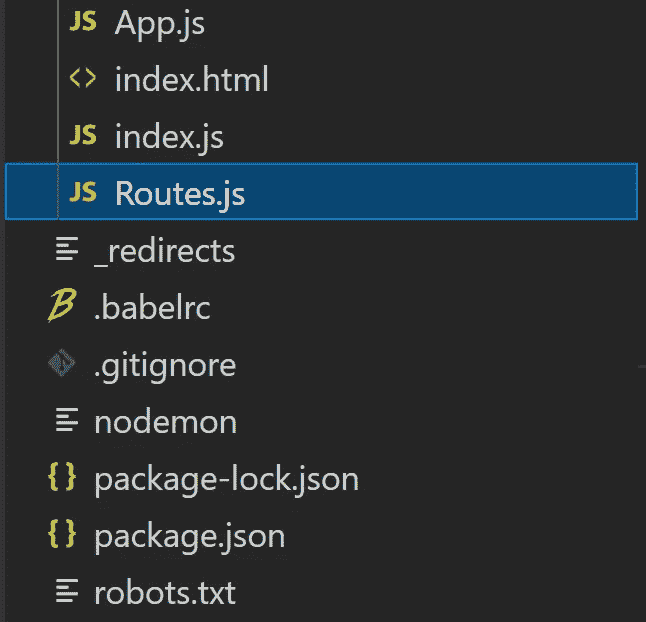 JS App.js
<> index.html
JS index.js
JS Routes.js
_redirects
B .babelrc
.gitignore
nodemon
{} package-lock.json
{} package.json
robots.txt